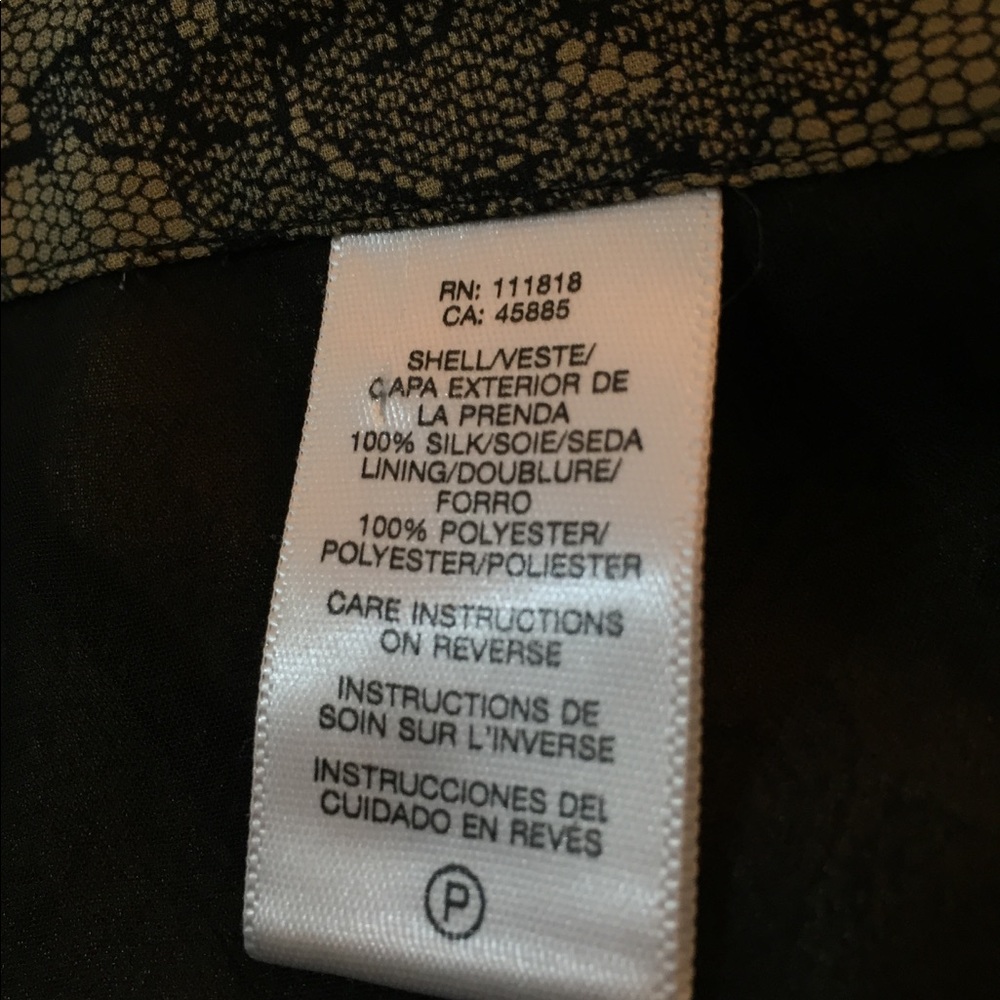 RN: 111818
CA: 45885
SHELL/VESTE/
CAPA EXTERIOR DE
LA PRENDA
100% SILK/SOIE/SEDA
LINING/DOUBLURE/
FORRO
100% POLYESTER/
POLYESTER/POLIESTER
CARE INSTRUCTIONS
ON REVERSE
INSTRUCTIONS DE
SOIN SUR L'INVERSE
INSTRUCCIONES DEL
CUIDADO EN REVÉS
P